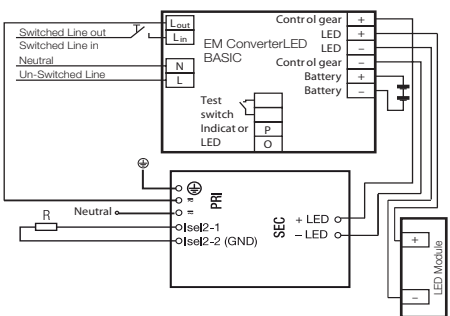 Switched Line out
Switched Line in
Neutral
Un-Switched Line
Lout
Lin
N
L
EM ConverterLED
BASIC
Test
switch
Indicat or
LED
P
O
Control gear +
LED +
LED –
Control gear –
Battery +
Battery –
PRI
Neutral
R
Isel2-1
Isel2-2 (GND)
SEC
+ LED
– LED
+
–
LED Module